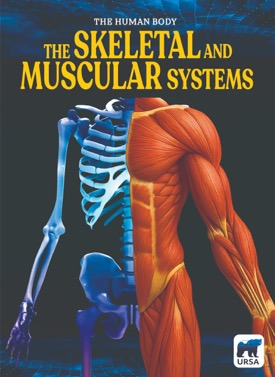 THE HUMAN BODY
THE SKELETAL AND
MUSCULAR SYSTEMS
URSA